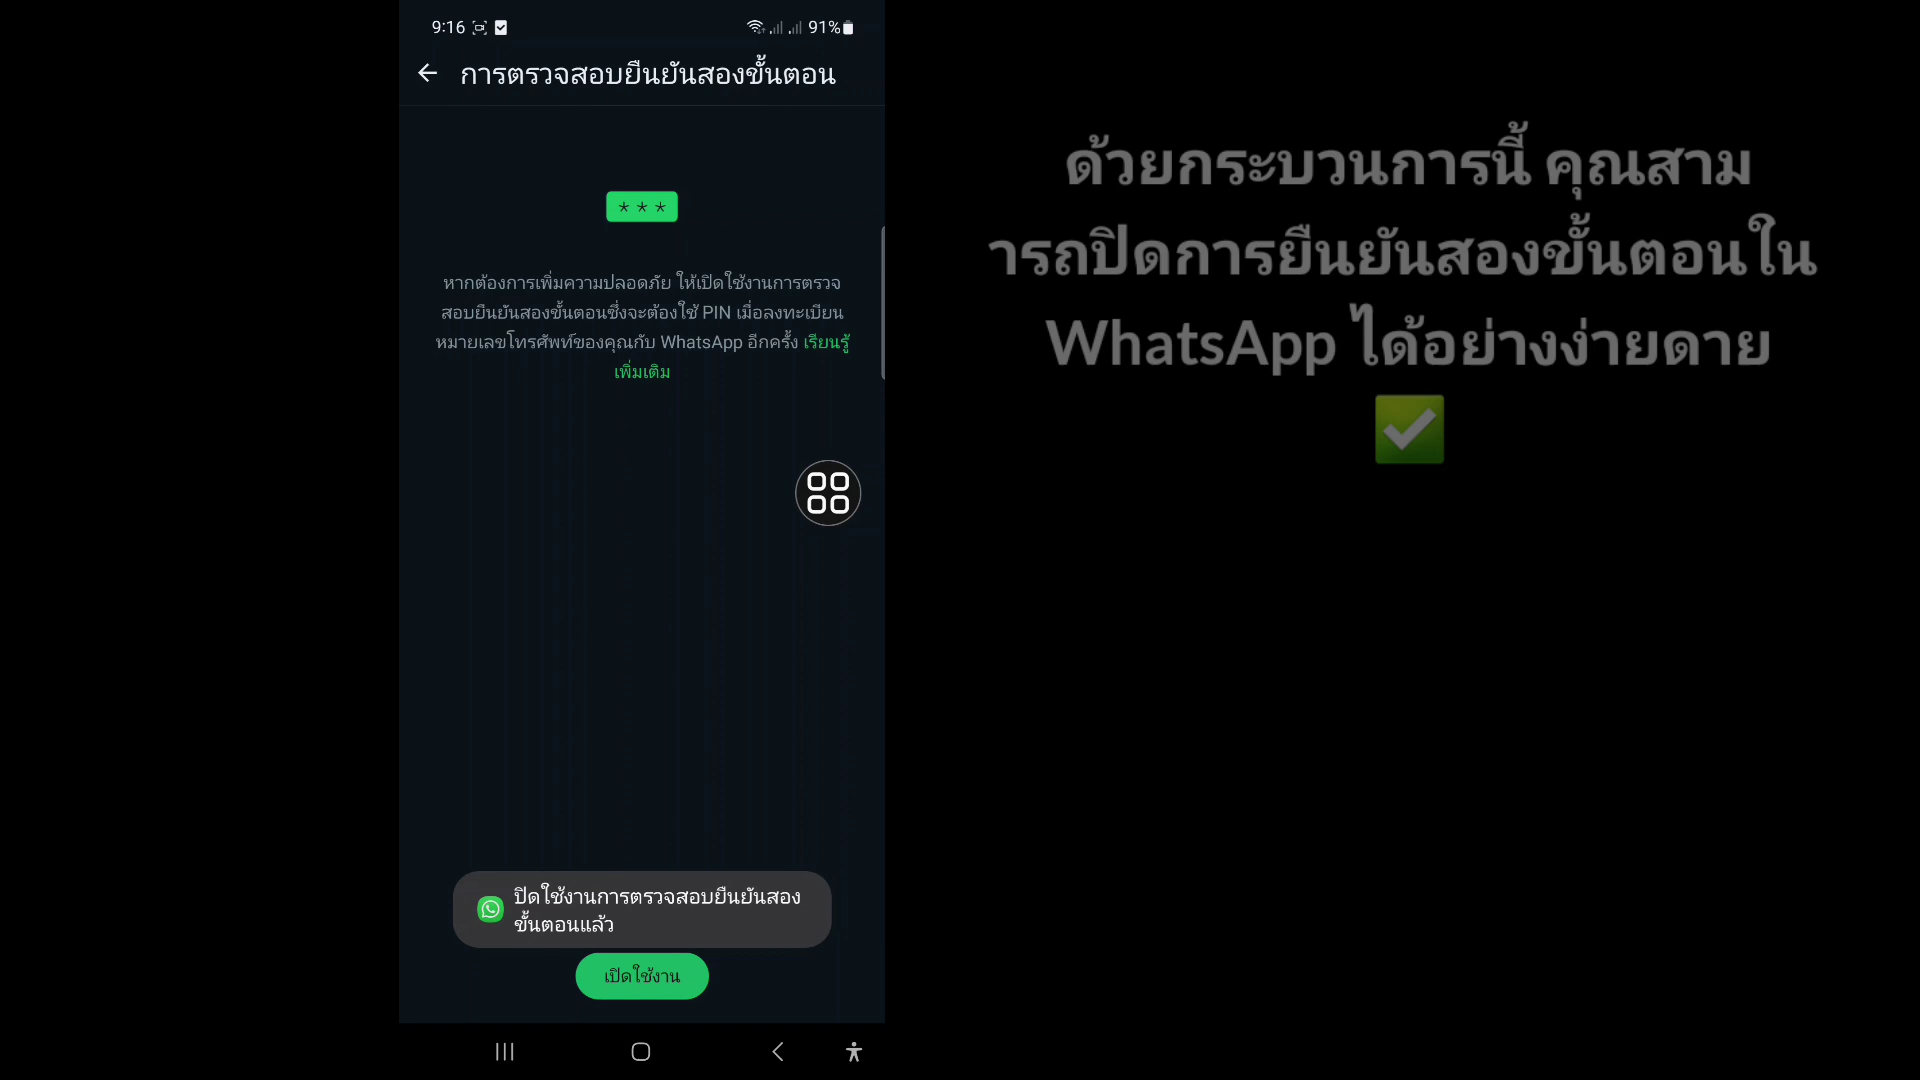 9:16
91%
การตรวจสอบยืนยันสองขั้นตอน
***
หากต้องการเพิ่มความปลอดภัย ให้เปิดใช้งานการตรวจ
สอบยืนยันสองขั้นตอนซึ่งจะต้องใช้ PIN เมื่อลงทะเบียน
หมายเลขโทรศัพท์ของคุณกับ WhatsApp อีกครั้ง เรียนรู้
เพิ่มเติม
ปิดใช้งานการตรวจสอบยืนยันสอง
ขั้นตอนแล้ว
เปิดใช้งาน
ด้วยกระบวนการนี้ คุณสาม
ารถปิดการยืนยันสองขั้นตอนใน
WhatsApp ได้อย่างง่ายดาย
✅